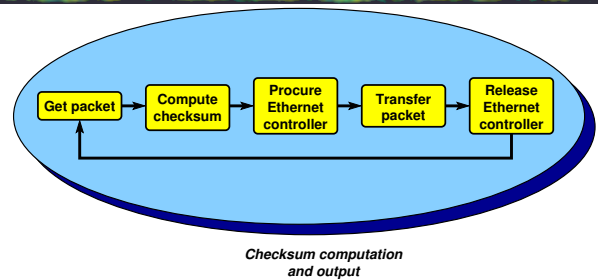 Get packet
Compute
checksum
Procure
Ethernet
controller
Transfer
packet
Release
Ethernet
controller
Checksum computation
and output